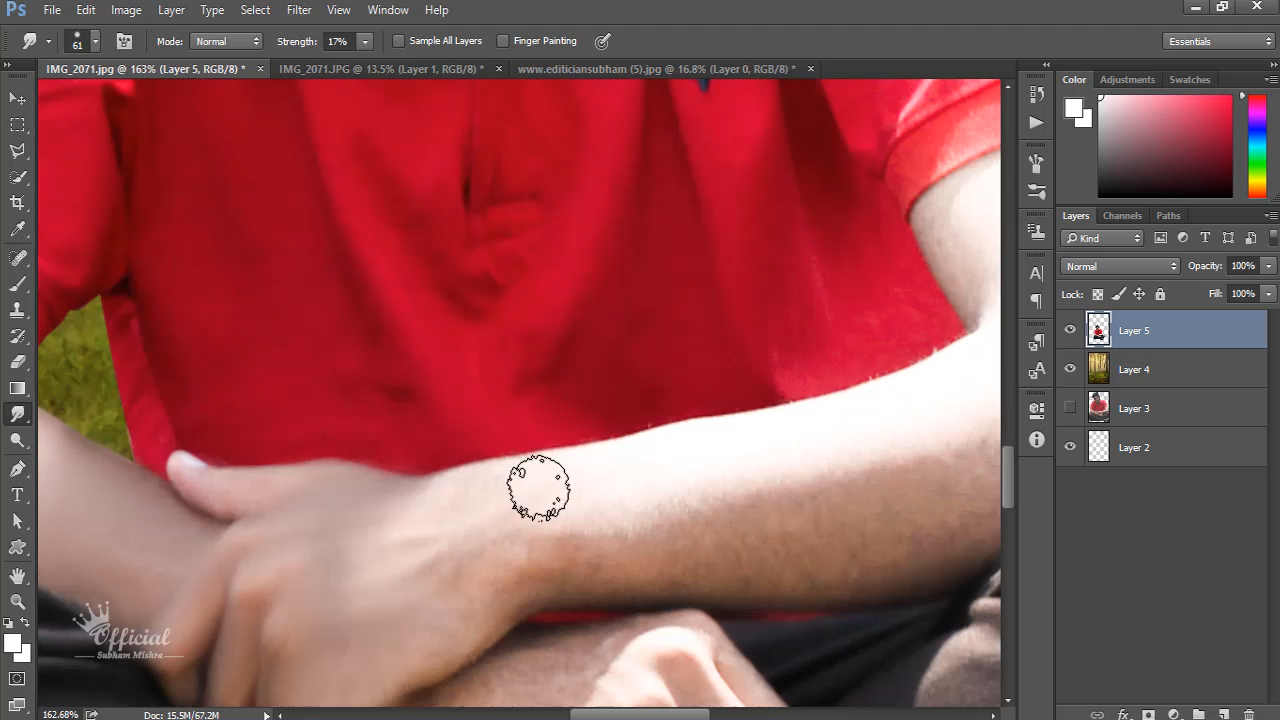 Ps File Edit Image Layer Type Select Filter View Window Help
61 Mode: Normal Strength: 17% Sample All Layers Finger Painting Essentials
IMG_2071.jpg @ 163% (Layer 5, RGB/8) * × IMG_2071.JPG @ 13.5% (Layer 1, RGB/8) * × www.editiciansubham (5).jpg @ 16.8% (Layer 0, RGB/8) * ×
Color Adjustments Swatches
Layers Channels Paths
Kind
Normal Opacity: 100%
Lock: Fill: 100%
Layer 5
Layer 4
Layer 3
Layer 2
Official
Subham Mishra
162.68% Doc: 15.5M/67.2M